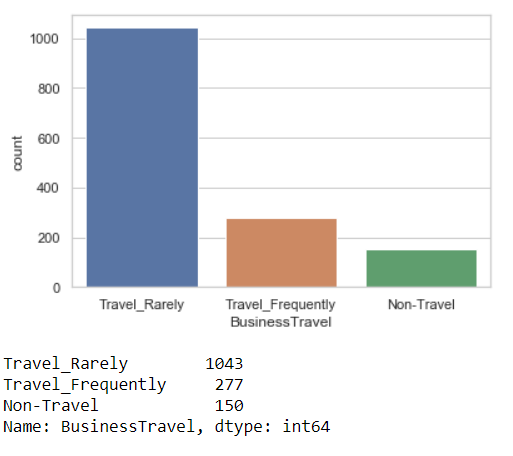 1000
800
600
400
200
0
count
Travel_Rarely Travel_Frequently Non-Travel
BusinessTravel
Travel_Rarely 1043
Travel_Frequently 277
Non-Travel 150
Name: BusinessTravel, dtype: int64